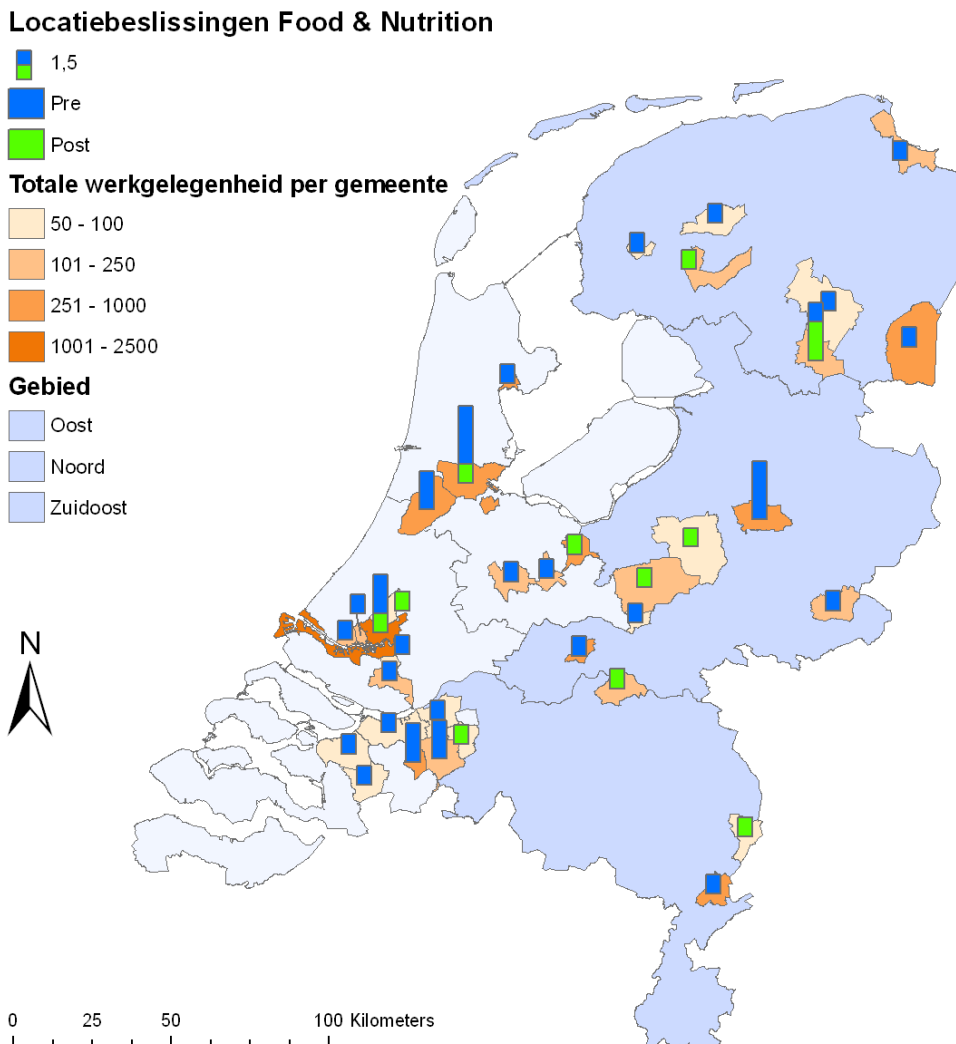 Locatiebeslissingen Food & Nutrition
1,5
Pre
Post
Totale werkgelegenheid per gemeente
50 - 100
101 - 250
251 - 1000
1001 - 2500
Gebied
Oost
Noord
Zuidoost
N
0 25 50 100 Kilometers